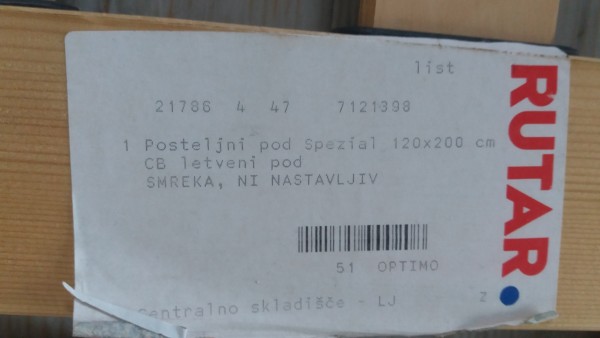 list
21786 4 47 7121398
1 Posteljni pod Spezial 120x200 cm
CB letveni pod
SMREKA, NI NASTAVLJIV
51 OPTIMO
Centralno skladišče - LJ Z
RUTAR